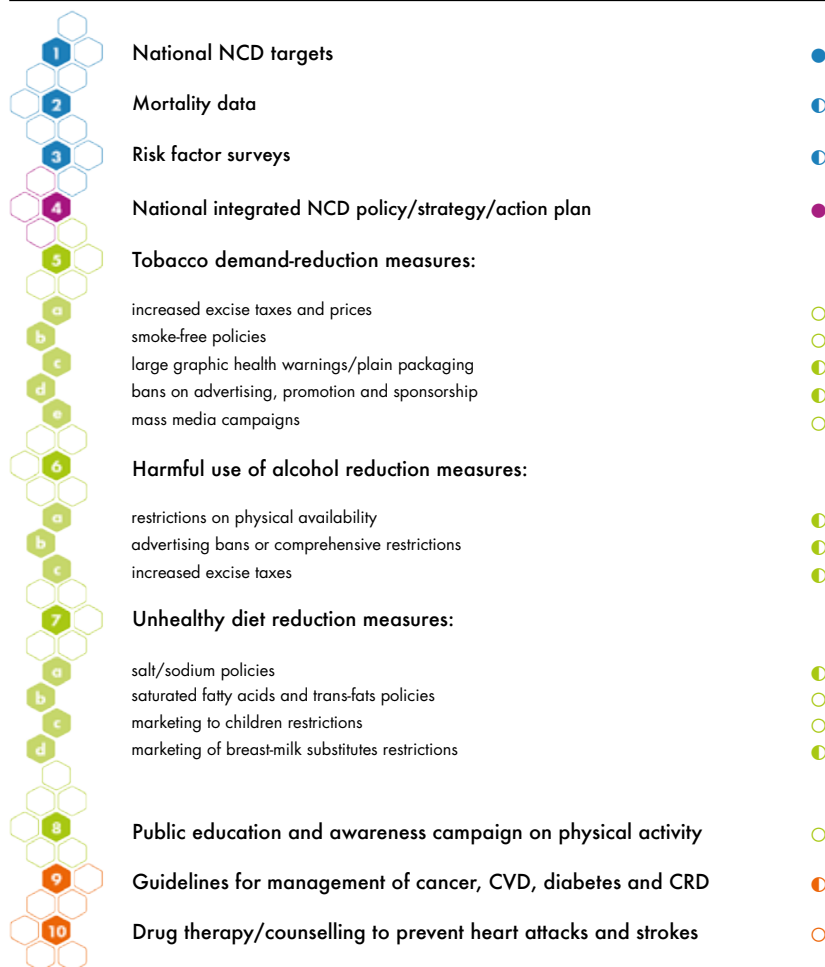 1 National NCD targets ●
2 Mortality data ◐
3 Risk factor surveys ◐
4 National integrated NCD policy/strategy/action plan ●
5 Tobacco demand-reduction measures:
a increased excise taxes and prices ○
b smoke-free policies ○
c large graphic health warnings/plain packaging ◐
d bans on advertising, promotion and sponsorship ◐
e mass media campaigns ○
6 Harmful use of alcohol reduction measures:
a restrictions on physical availability ◐
b advertising bans or comprehensive restrictions ◐
c increased excise taxes ◐
7 Unhealthy diet reduction measures:
a salt/sodium policies ◐
b saturated fatty acids and trans-fats policies ○
c marketing to children restrictions ○
d marketing of breast-milk substitutes restrictions ◐
8 Public education and awareness campaign on physical activity ○
9 Guidelines for management of cancer, CVD, diabetes and CRD ◐
10 Drug therapy/counselling to prevent heart attacks and strokes ○